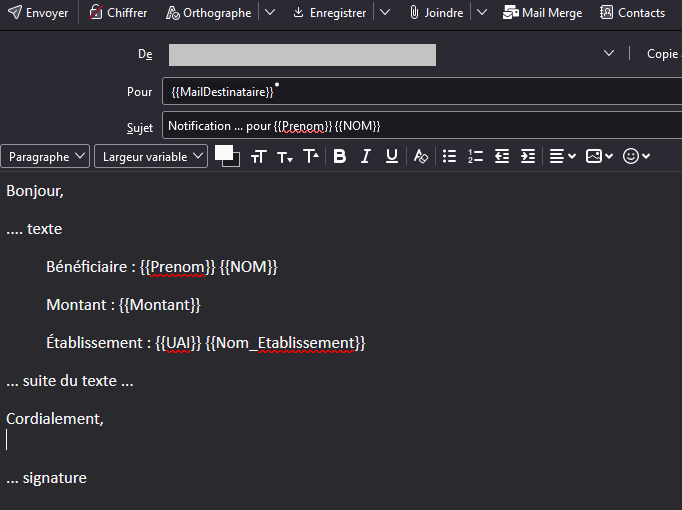 Envoyer Chiffrer Orthographe Enregistrer Joindre Mail Merge Contacts
De Copie
Pour {{MailDestinataire}}
Sujet Notification ... pour {{Prenom}} {{NOM}}
Paragraphe Largeur variable B I U
Bonjour,
.... texte
Bénéficiaire : {{Prenom}} {{NOM}}
Montant : {{Montant}}
Établissement : {{UAI}} {{Nom_Etablissement}}
... suite du texte ...
Cordialement,
... signature